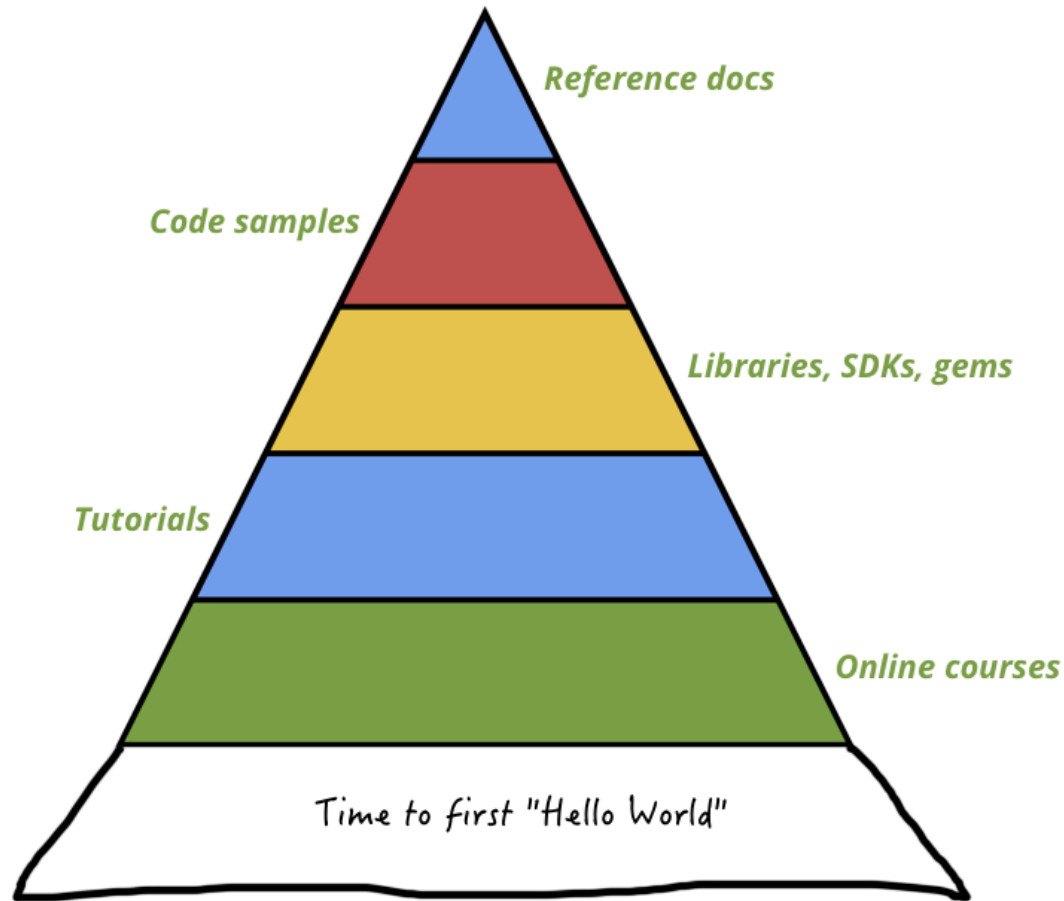 Reference docs
Code samples
Libraries, SDKs, gems
Tutorials
Online courses
Time to first "Hello World"